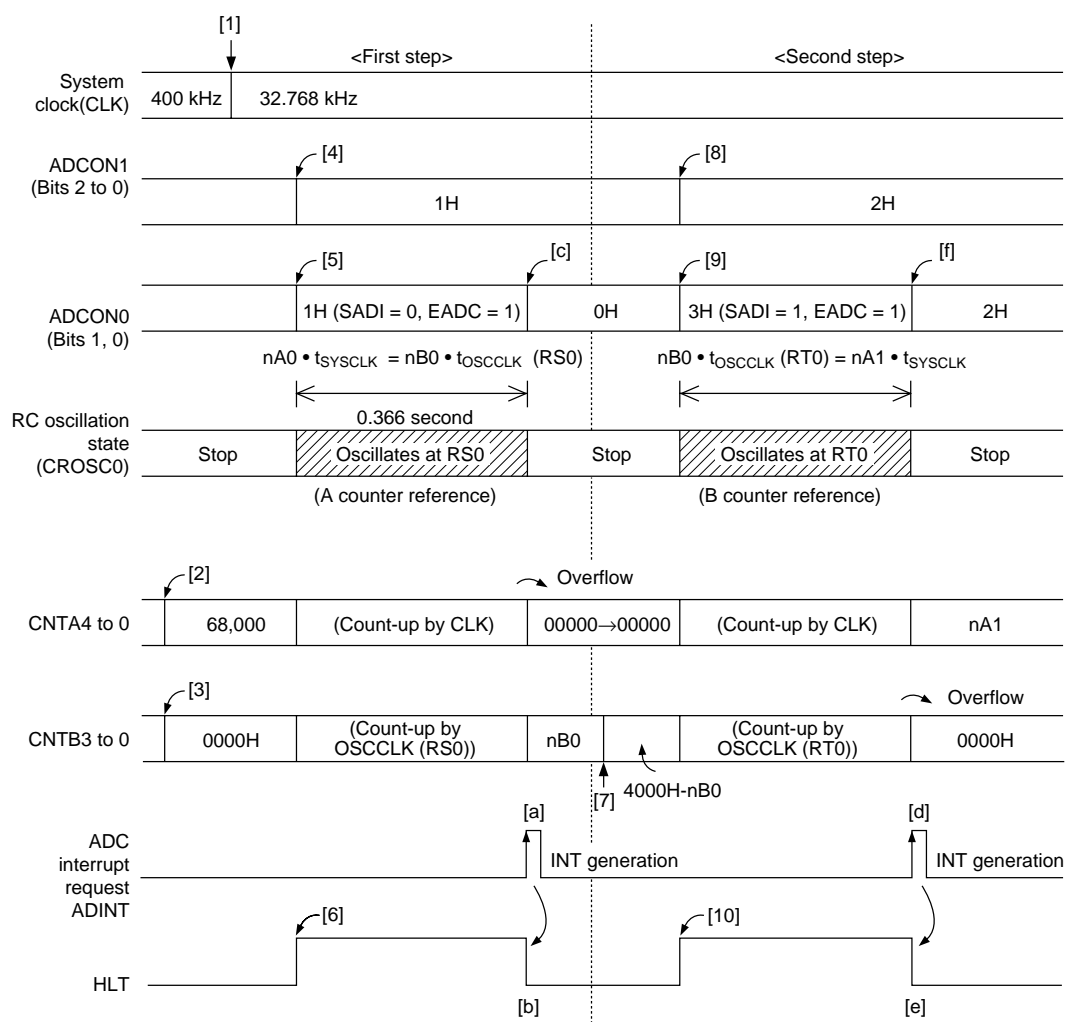 [1]
<First step> <Second step>
System
clock(CLK)
400 kHz 32.768 kHz
[4] [8]
ADCON1
(Bits 2 to 0)
1H 2H
[5] [c] [9] [f]
ADCON0
(Bits 1, 0)
1H (SADI = 0, EADC = 1) 0H 3H (SADI = 1, EADC = 1) 2H
nA0 • tSYSCLK = nB0 • tOSCCLK (RS0) nB0 • tOSCCLK (RT0) = nA1 • tSYSCLK
0.366 second
RC oscillation
state
(CROSC0)
Stop Oscillates at RS0 Stop Oscillates at RT0 Stop
(A counter reference) (B counter reference)
[2] Overflow
CNTA4 to 0
68,000 (Count-up by CLK) 00000→00000 (Count-up by CLK) nA1
[3] Overflow
CNTB3 to 0
0000H
(Count-up by
OSCCLK (RS0))
nB0
(Count-up by
OSCCLK (RT0))
0000H
[7] 4000H-nB0
[a] [d]
ADC
interrupt
request
ADINT
INT generation INT generation
[6] [10]
HLT
[b] [e]